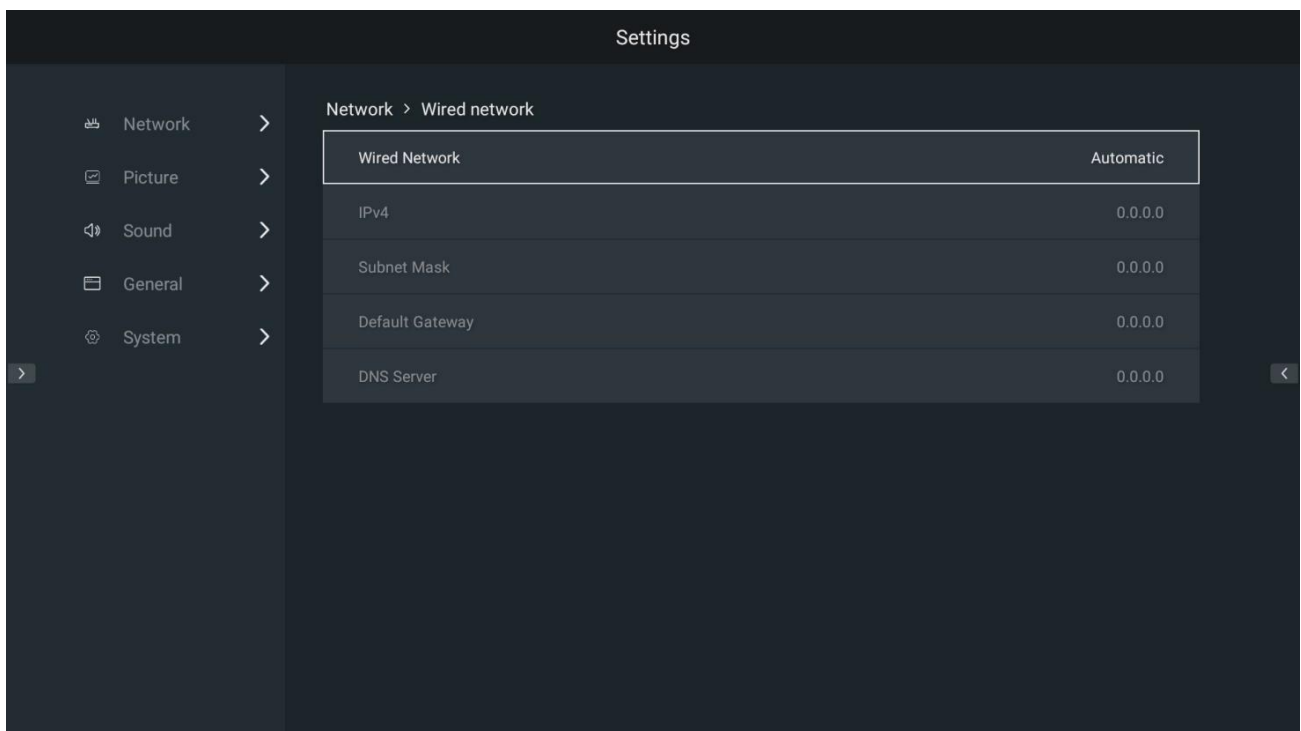 Settings
Network
Picture
Sound
General
System
Network > Wired network
Wired Network Automatic
IPv4 0.0.0.0
Subnet Mask 0.0.0.0
Default Gateway 0.0.0.0
DNS Server 0.0.0.0